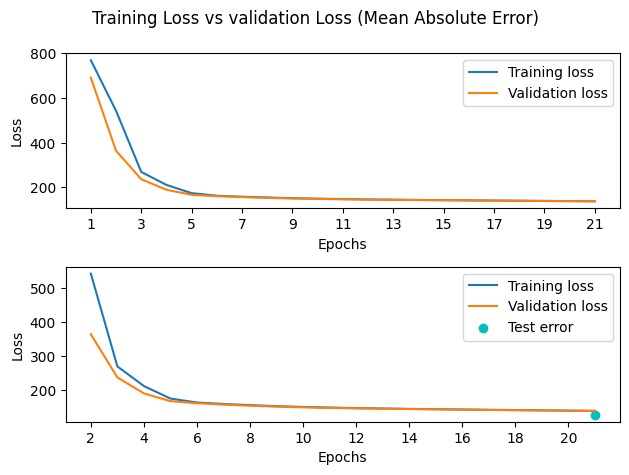 Training Loss vs validation Loss (Mean Absolute Error)
800
600
400
200
Loss
Training loss
Validation loss
1 3 5 7 9 11 13 15 17 19 21
Epochs
500
400
300
200
Loss
Training loss
Validation loss
Test error
2 4 6 8 10 12 14 16 18 20
Epochs